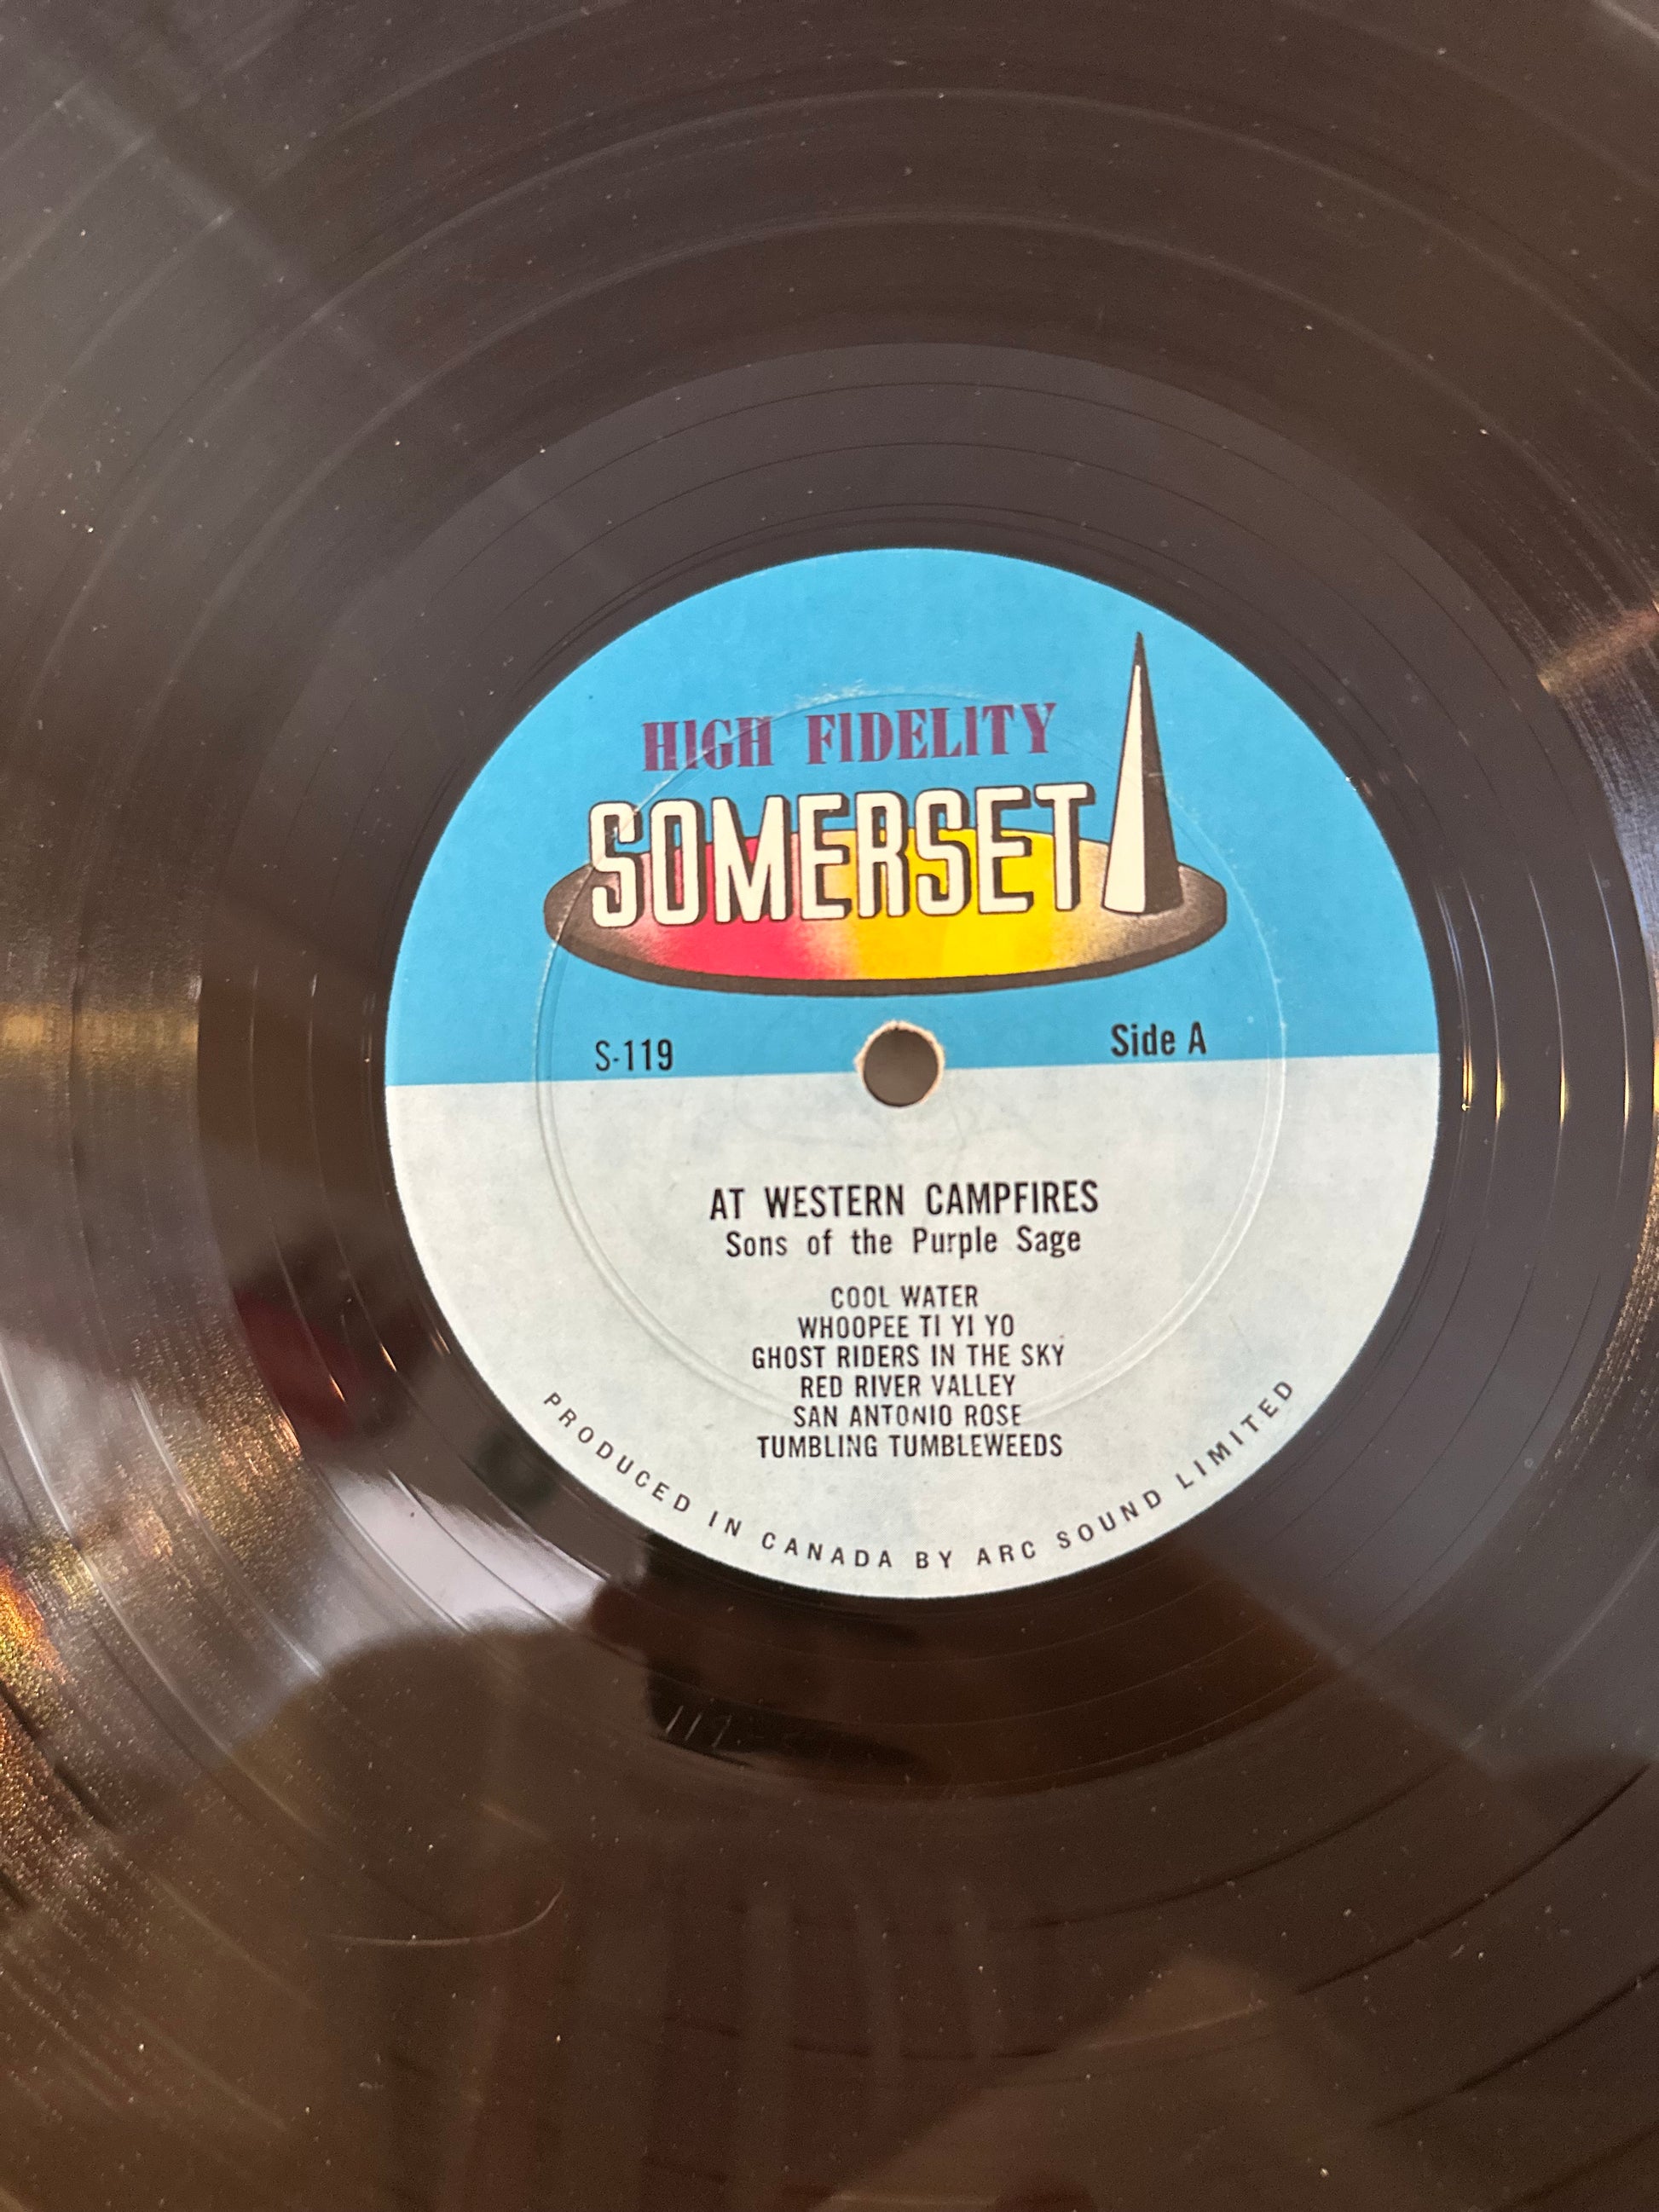 HIGH FIDELITY
SOMERSET
S-119
Side A
AT WESTERN CAMPFIRES
Sons of the Purple Sage
COOL WATER
WHOOPEE TI YI YO
GHOST RIDERS IN THE SKY
RED RIVER VALLEY
SAN ANTONIO ROSE
TUMBLING TUMBLEWEEDS
PRODUCED IN CANADA BY ARC SOUND LIMITED